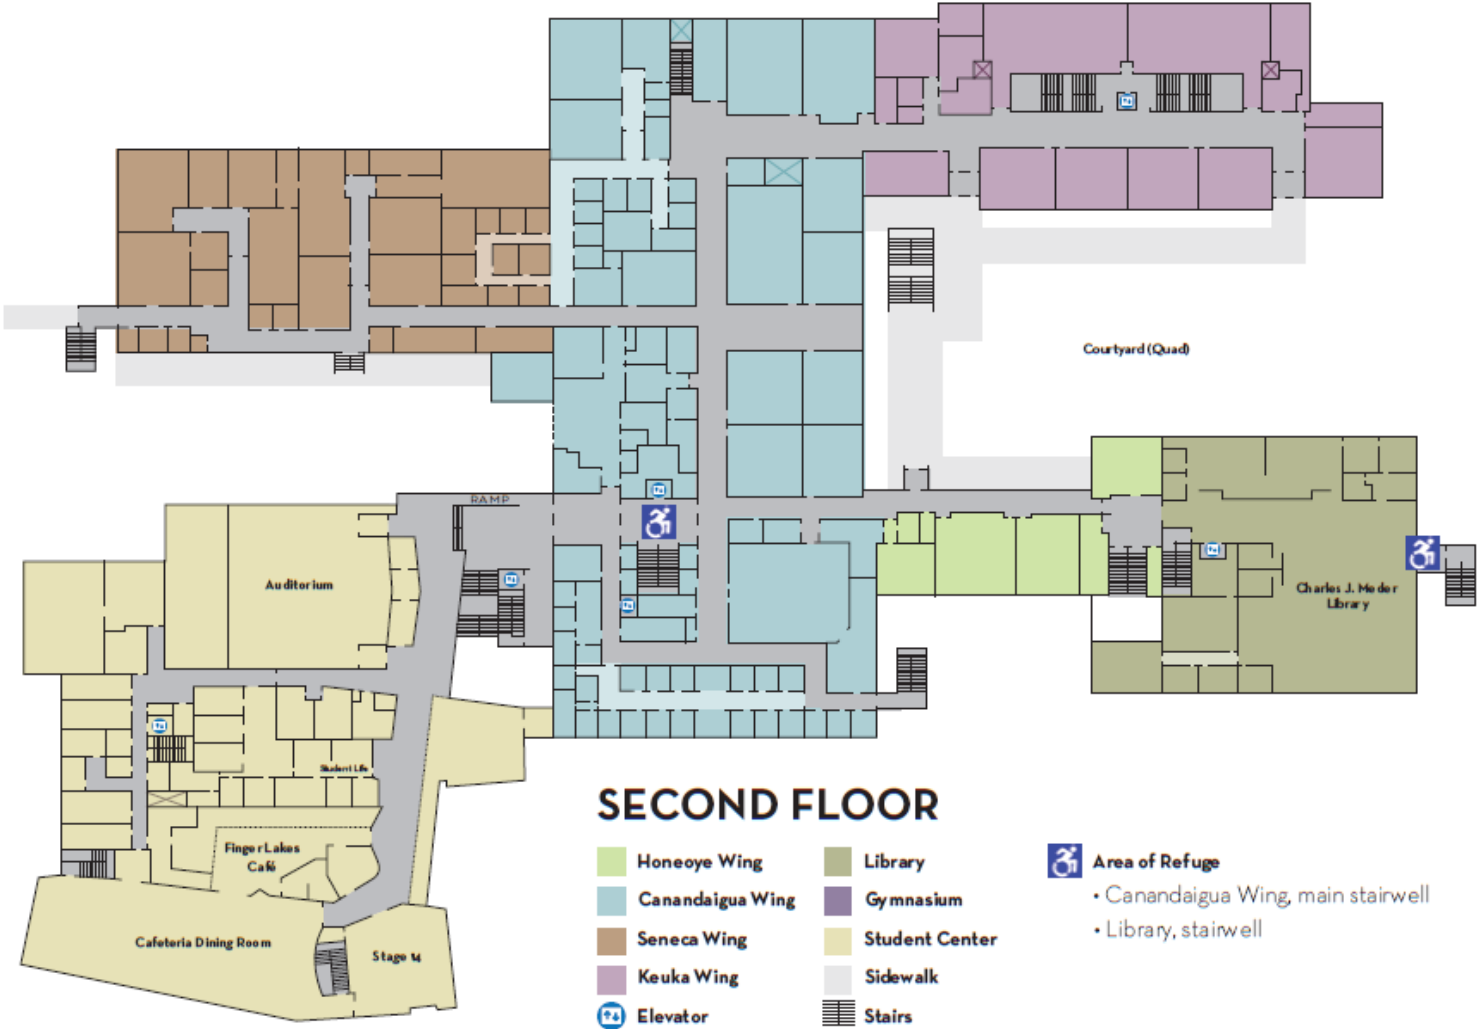 Courtyard (Quad)
RAMP
Auditorium
Charles J. Meder
Library
Student Life
Finger Lakes
Café
Cafeteria Dining Room
Stage 14
SECOND FLOOR
Honeoye Wing
Canandaigua Wing
Seneca Wing
Keuka Wing
Elevator
Library
Gymnasium
Student Center
Sidewalk
Stairs
Area of Refuge
• Canandaigua Wing, main stairwell
• Library, stairwell